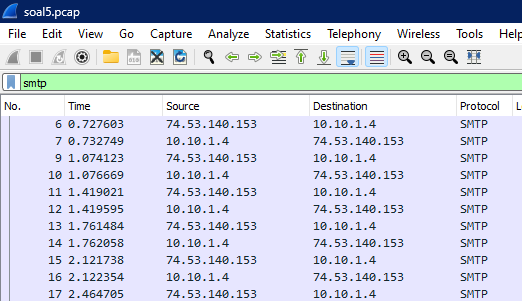 soal5.pcap
File Edit View Go Capture Analyze Statistics Telephony Wireless Tools Help
smtp
No. Time Source Destination Protocol
6 0.727603 74.53.140.153 10.10.1.4 SMTP
7 0.732749 10.10.1.4 74.53.140.153 SMTP
9 1.074123 74.53.140.153 10.10.1.4 SMTP
10 1.076669 10.10.1.4 74.53.140.153 SMTP
11 1.419021 74.53.140.153 10.10.1.4 SMTP
12 1.419595 10.10.1.4 74.53.140.153 SMTP
13 1.761484 74.53.140.153 10.10.1.4 SMTP
14 1.762058 10.10.1.4 74.53.140.153 SMTP
15 2.121738 74.53.140.153 10.10.1.4 SMTP
16 2.122354 10.10.1.4 74.53.140.153 SMTP
17 2.464705 74.53.140.153 10.10.1.4 SMTP